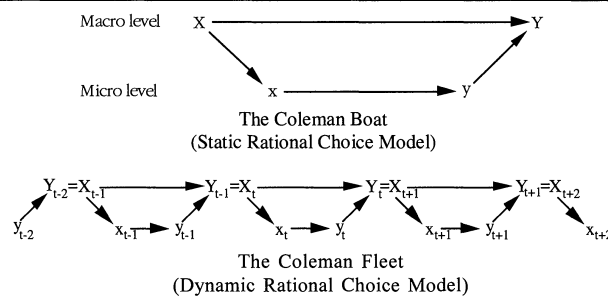 Macro level X Y
Micro level x y
The Coleman Boat
(Static Rational Choice Model)
Y_{t-2}=X_{t-1} Y_{t-1}=X_t Y_t=X_{t+1} Y_{t+1}=X_{t+2}
y_{t-2} x_{t-1} y_{t-1} x_t y_t x_{t+1} y_{t+1} x_{t+2}
The Coleman Fleet
(Dynamic Rational Choice Model)